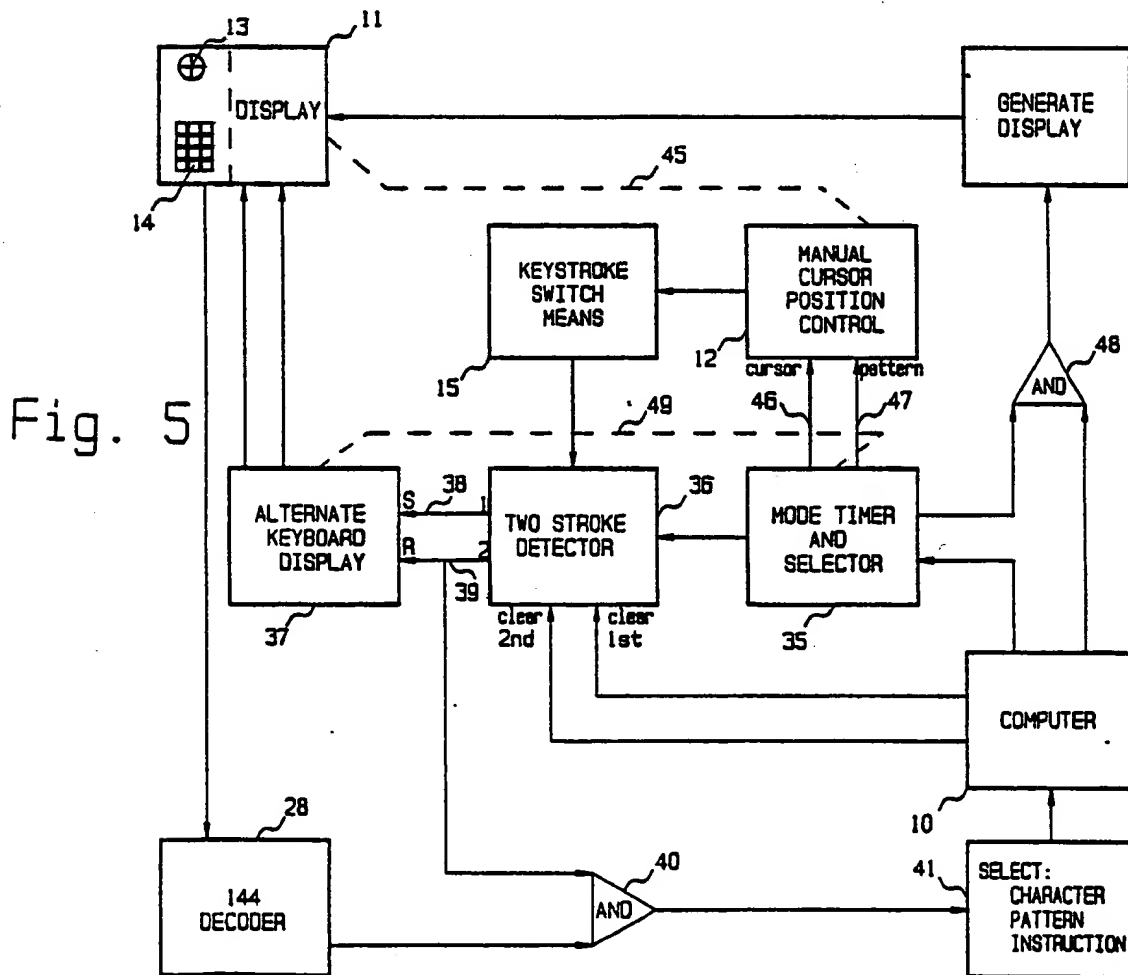 13
11
DISPLAY
14
GENERATE
DISPLAY
45
KEYSTROKE
SWITCH
MEANS
15
MANUAL
CURSOR
POSITION
CONTROL
12
cursor
pattern
46
47
48
AND
Fig. 5
49
ALTERNATE
KEYBOARD
DISPLAY
37
S
R
38
39
1
2
TWO STROKE
DETECTOR
36
clear
2nd
clear
1st
MODE TIMER
AND
SELECTOR
35
COMPUTER
10
28
144
DECODER
40
AND
41
SELECT:
CHARACTER
PATTERN
INSTRUCTION